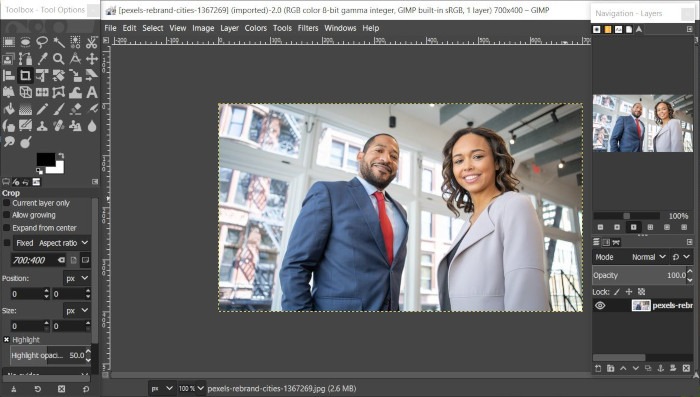 Toolbox - Tool Options
[pexels-rebrand-cities-1367269] (imported)-2.0 (RGB color 8-bit gamma integer, GIMP built-in sRGB, 1 layer) 700x400 – GIMP
Navigation - Layers
File Edit Select View Image Layer Colors Tools Filters Windows Help
100%
Crop
Current layer only
Allow growing
Expand from center
Fixed Aspect ratio
700:400
Position: px
0 0
Size: px
0 0
Highlight
Highlight opaci... 50.0
Mode Normal
Opacity 100.0
Lock:
pexels-rebr
px 100 % pexels-rebrand-cities-1367269.jpg (2.6 MB)